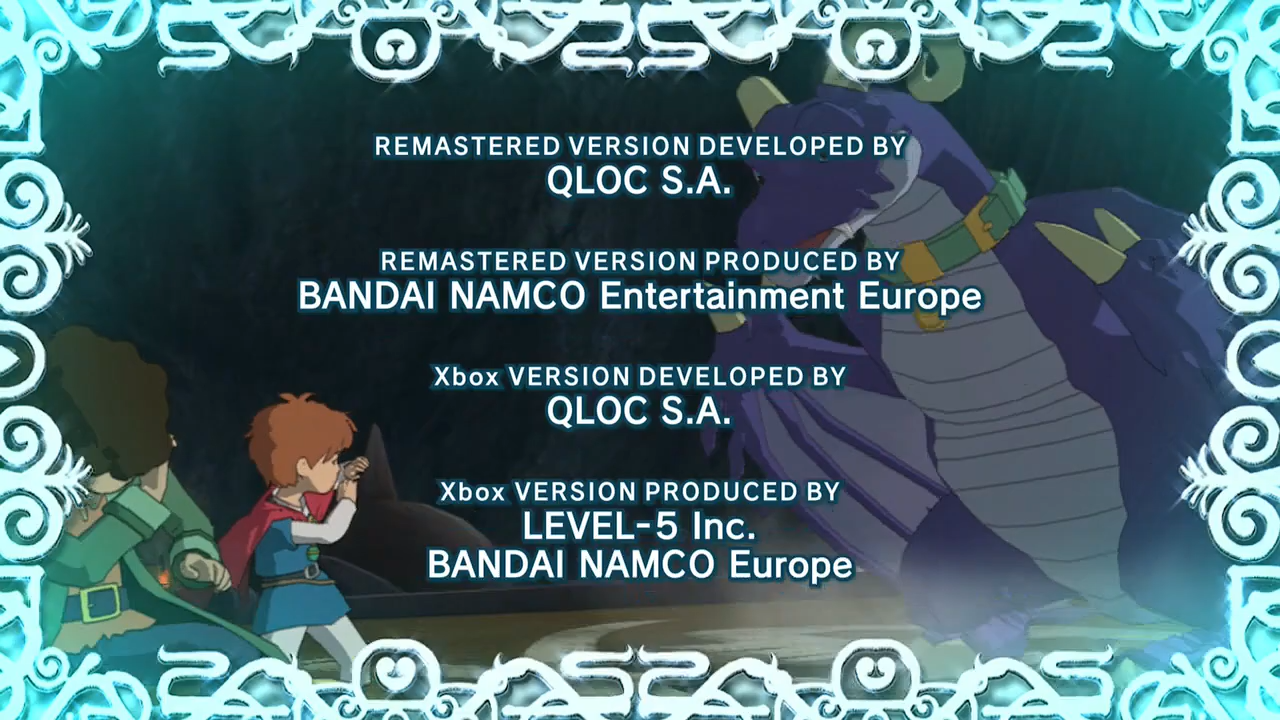 REMASTERED VERSION DEVELOPED BY
QLOC S.A.
REMASTERED VERSION PRODUCED BY
BANDAI NAMCO Entertainment Europe
Xbox VERSION DEVELOPED BY
QLOC S.A.
Xbox VERSION PRODUCED BY
LEVEL-5 Inc.
BANDAI NAMCO Europe